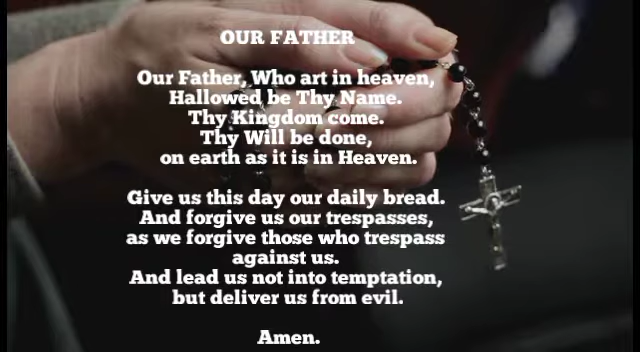 OUR FATHER
Our Father, Who art in heaven,
Hallowed be Thy Name.
Thy Kingdom come.
Thy Will be done,
on earth as it is in Heaven.
Give us this day our daily bread.
And forgive us our trespasses,
as we forgive those who trespass
against us.
And lead us not into temptation,
but deliver us from evil.
Amen.